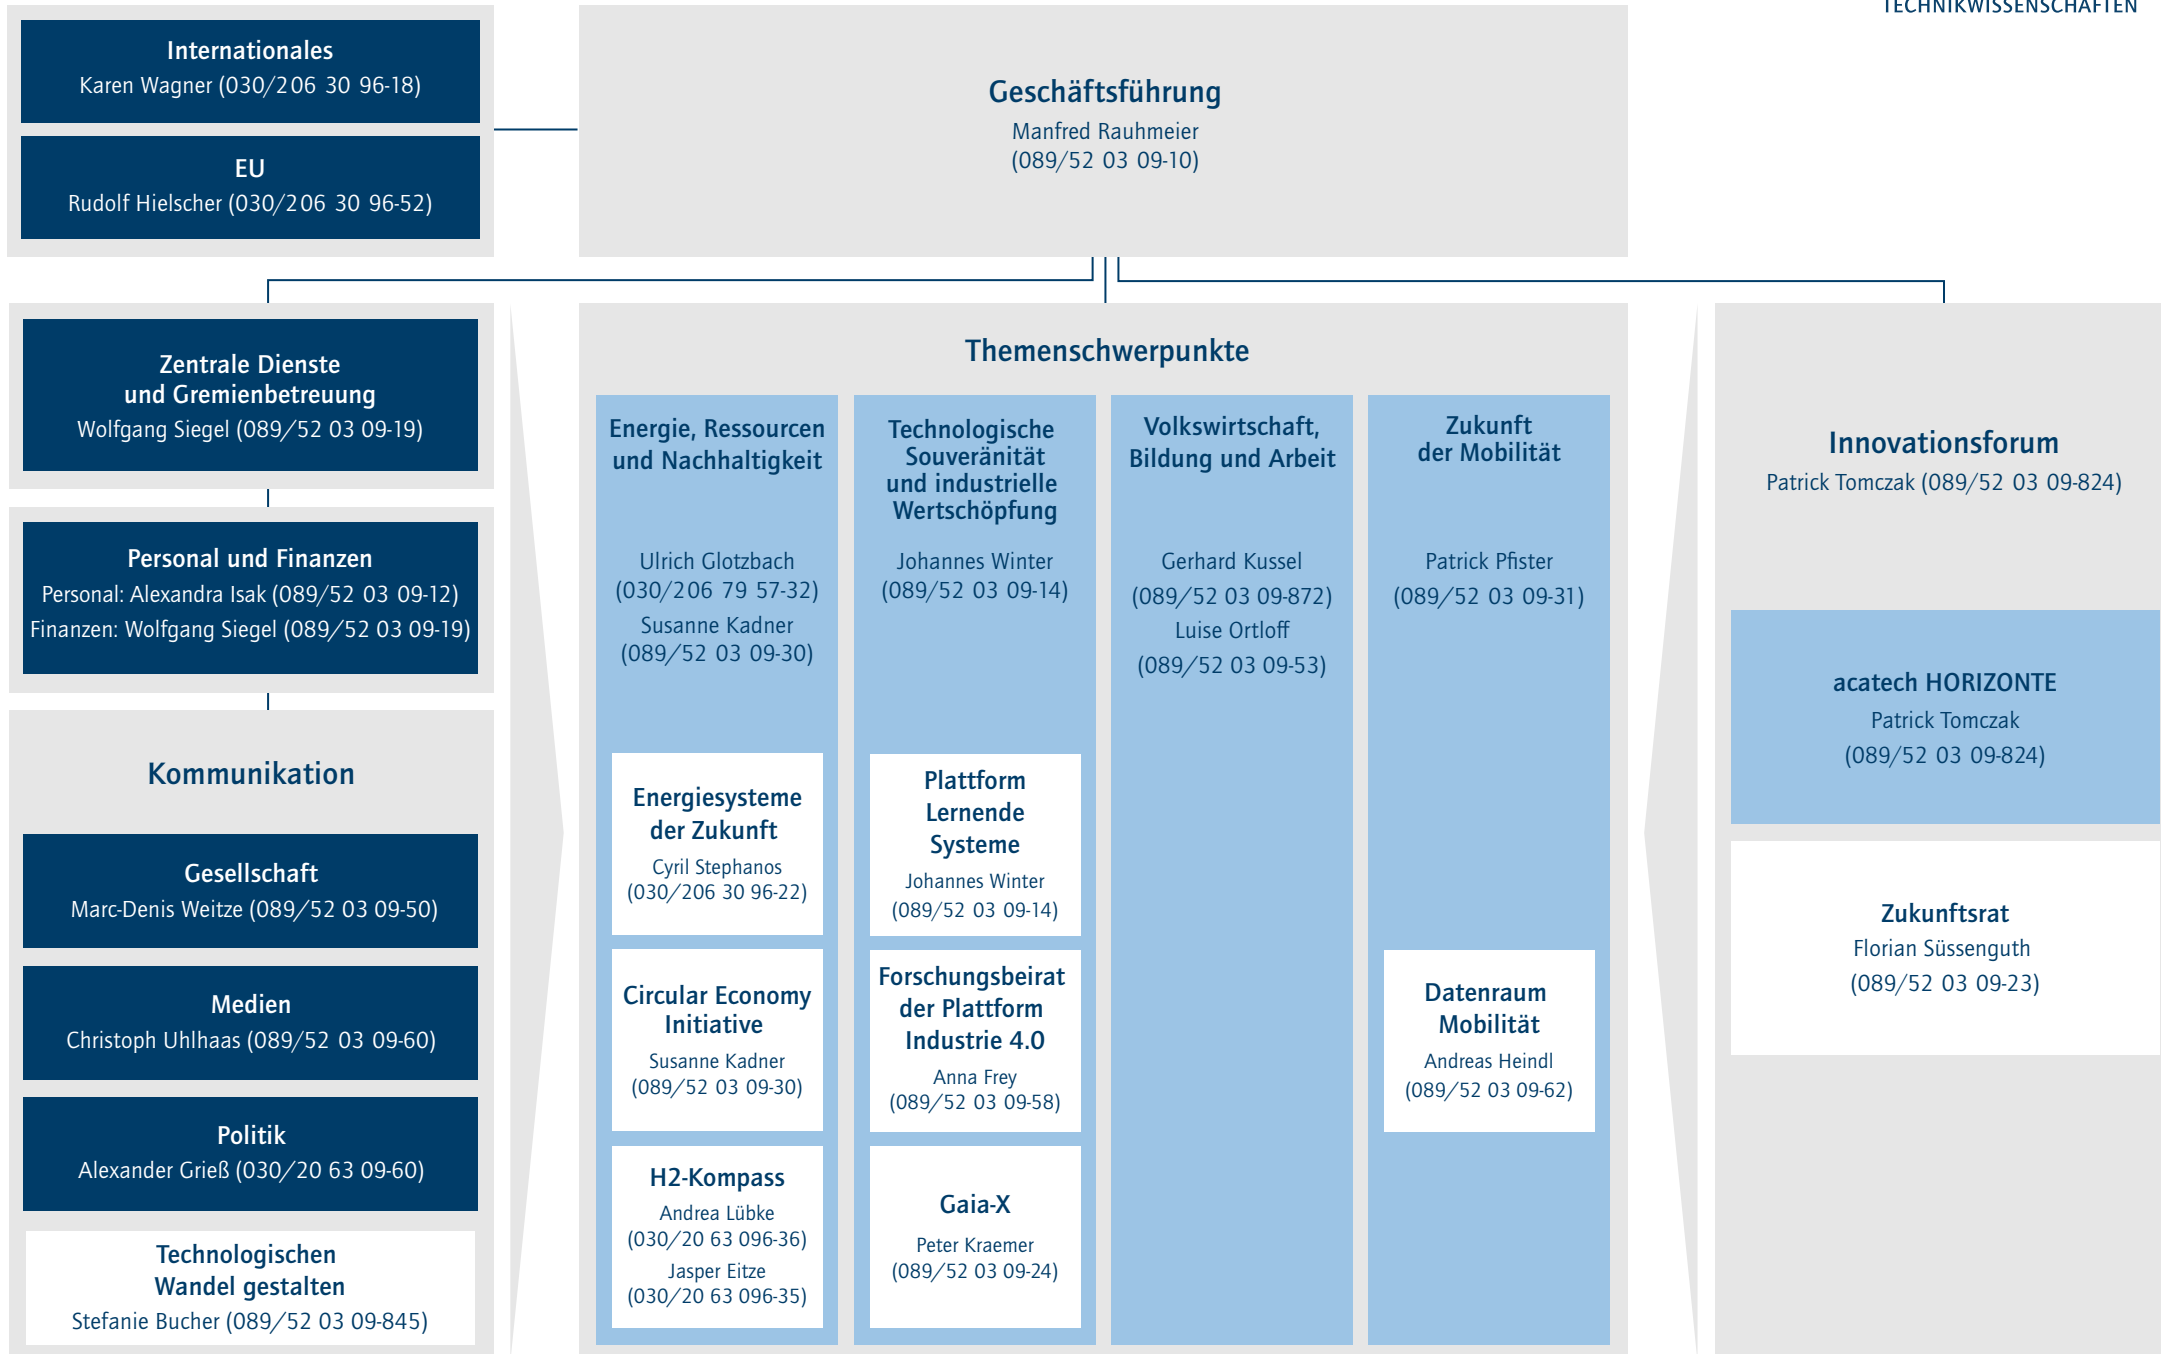 TECHNIKWISSENSCHAFTEN
Internationales
Karen Wagner (030/206 30 96-18)
EU
Rudolf Hielscher (030/206 30 96-52)
Geschäftsführung
Manfred Rauhmeier
(089/52 03 09-10)
Zentrale Dienste
und Gremienbetreuung
Wolfgang Siegel (089/52 03 09-19)
Personal und Finanzen
Personal: Alexandra Isak (089/52 03 09-12)
Finanzen: Wolfgang Siegel (089/52 03 09-19)
Kommunikation
Gesellschaft
Marc-Denis Weitze (089/52 03 09-50)
Medien
Christoph Uhlhaas (089/52 03 09-60)
Politik
Alexander Grieß (030/20 63 09-60)
Technologischen
Wandel gestalten
Stefanie Bucher (089/52 03 09-845)
Themenschwerpunkte
Energie, Ressourcen
und Nachhaltigkeit
Ulrich Glotzbach
(030/206 79 57-32)
Susanne Kadner
(089/52 03 09-30)
Energiesysteme
der Zukunft
Cyril Stephanos
(030/206 30 96-22)
Circular Economy
Initiative
Susanne Kadner
(089/52 03 09-30)
H2-Kompass
Andrea Lübke
(030/20 63 096-36)
Jasper Eitze
(030/20 63 096-35)
Technologische
Souveränität
und industrielle
Wertschöpfung
Johannes Winter
(089/52 03 09-14)
Plattform
Lernende
Systeme
Johannes Winter
(089/52 03 09-14)
Forschungsbeirat
der Plattform
Industrie 4.0
Anna Frey
(089/52 03 09-58)
Gaia-X
Peter Kraemer
(089/52 03 09-24)
Volkswirtschaft,
Bildung und Arbeit
Gerhard Kussel
(089/52 03 09-872)
Luise Ortloff
(089/52 03 09-53)
Zukunft
der Mobilität
Patrick Pfister
(089/52 03 09-31)
Datenraum
Mobilität
Andreas Heindl
(089/52 03 09-62)
Innovationsforum
Patrick Tomczak (089/52 03 09-824)
acatech HORIZONTE
Patrick Tomczak
(089/52 03 09-824)
Zukunftsrat
Florian Süssenguth
(089/52 03 09-23)